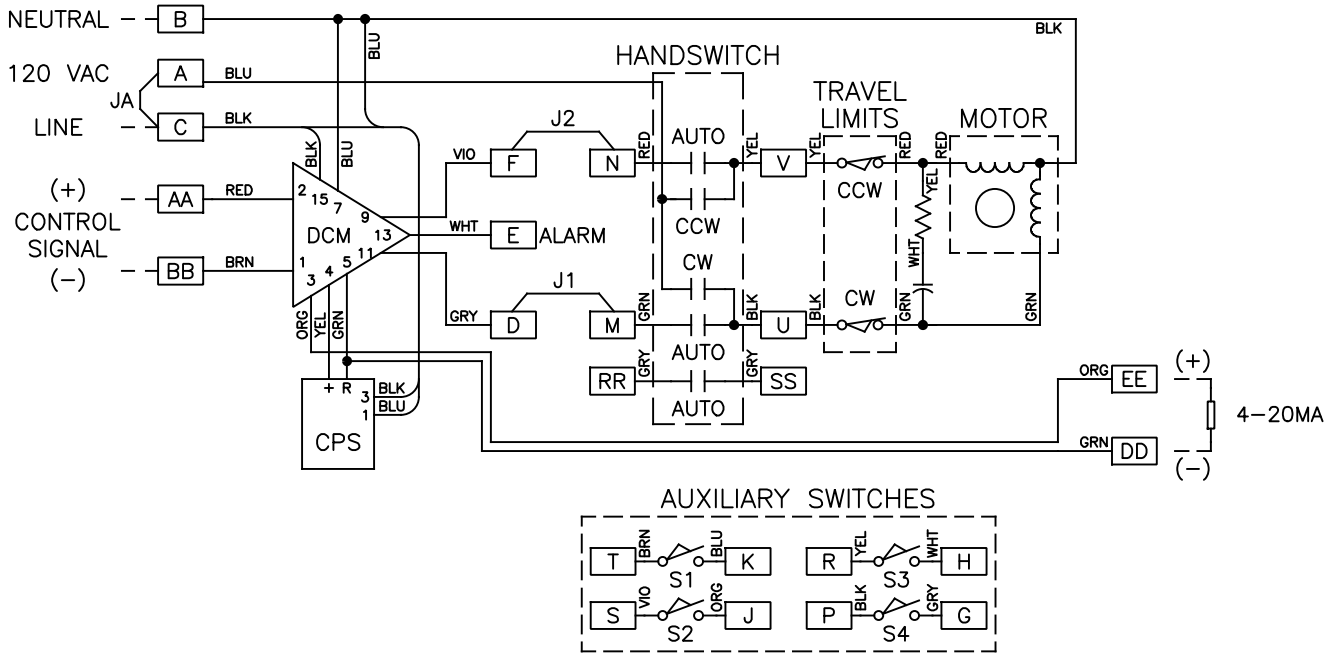 NEUTRAL
B
BLU
BLK
120 VAC
A
BLU
HANDSWITCH
JA
LINE
C
BLK
J2
AUTO
TRAVEL
LIMITS
MOTOR
BLK
BLU
VIO
F
N
RED
YEL
V
YEL
CCW
RED
RED
YEL
(+)
CONTROL
SIGNAL
(-)
AA
RED
2
15
7
9
DCM
13
11
1
3
4
5
WHT
E
ALARM
CCW
CW
WHT
BB
BRN
J1
GRY
D
M
GRN
BLK
U
BLK
CW
GRN
GRN
ORG
YEL
GRN
AUTO
RR
GRY
GRY
SS
AUTO
+
R
3
1
BLK
BLU
CPS
ORG
EE
(+)
4-20MA
GRN
DD
(-)
AUXILIARY SWITCHES
T
BRN
S1
BLU
K
R
YEL
S3
WHT
H
S
VIO
S2
ORG
J
P
BLK
S4
GRY
G